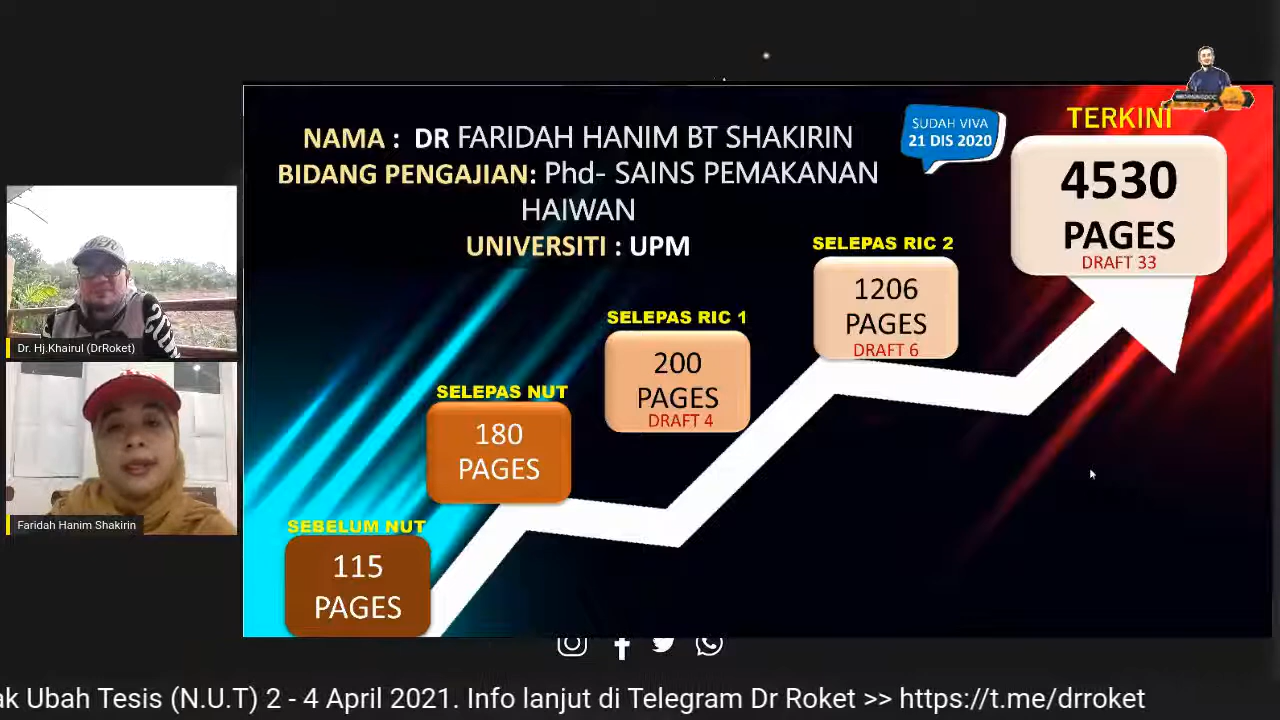 NAMA : DR FARIDAH HANIM BT SHAKIRIN
BIDANG PENGAJIAN: Phd- SAINS PEMAKANAN
HAIWAN
UNIVERSITI : UPM
SUDAH VIVA
21 DIS 2020
TERKINI
4530
PAGES
DRAFT 33
SELEPAS RIC 2
1206
PAGES
DRAFT 6
SELEPAS RIC 1
200
PAGES
DRAFT 4
SELEPAS NUT
180
PAGES
SEBELUM NUT
115
PAGES
Dr. Hj.Khairul (DrRoket)
Faridah Hanim Shakirin
ak Ubah Tesis (N.U.T) 2 - 4 April 2021. Info lanjut di Telegram Dr Roket >> https://t.me/drroket